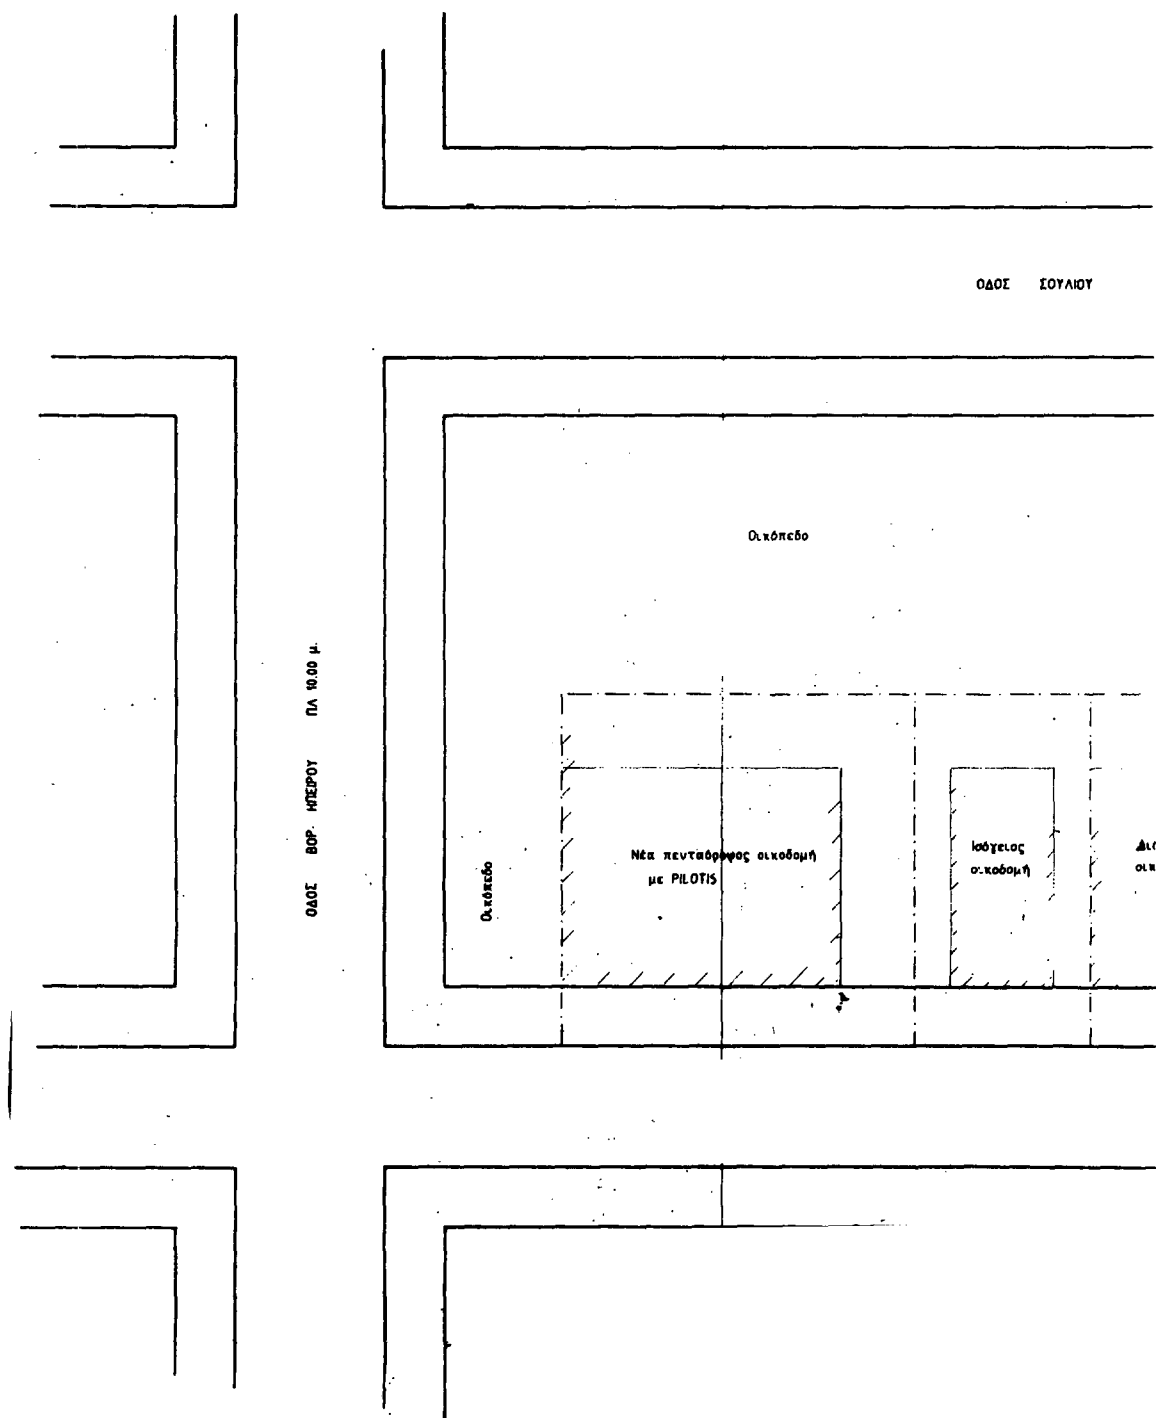 ΟΔΟΣ ΣΟΥΛΙΟΥ
Οικόπεδο
ΟΔΟΣ ΒΟΡ. ΗΠΕΙΡΟΥ ΠΛ 10.00 μ.
Οικόπεδο
Νέα πενταόροφος οικοδομή
με PILOTIS
Ισόγειος
οικοδομή